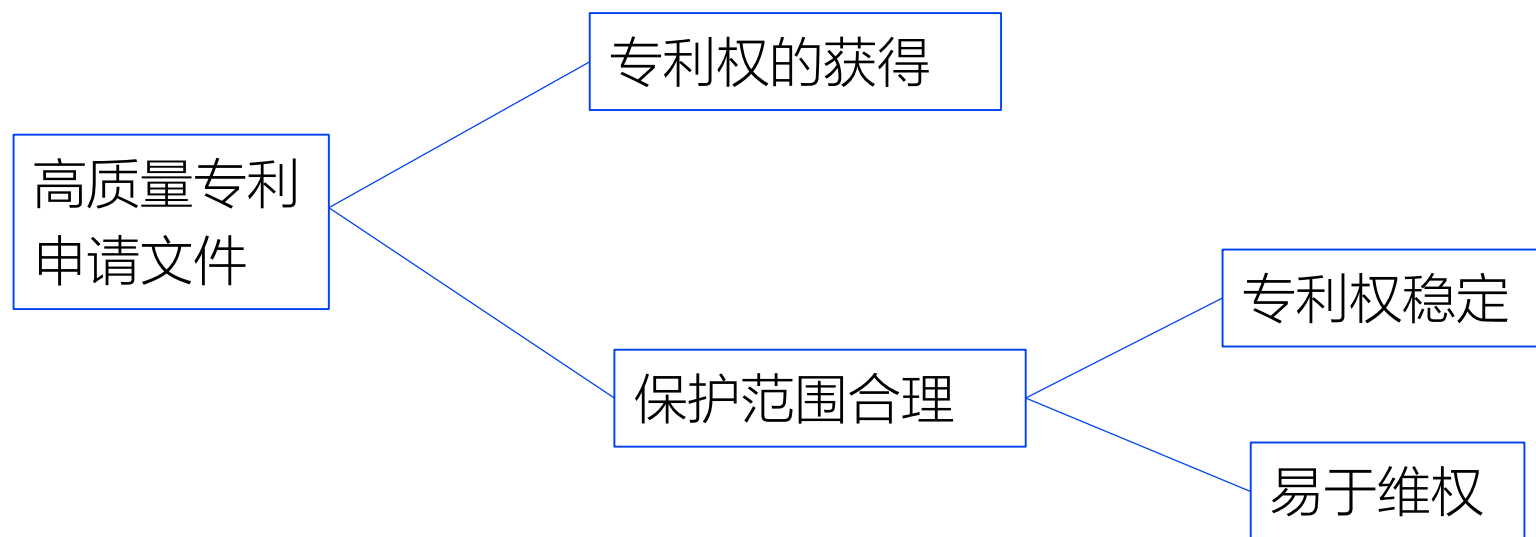 专利权的获得
高质量专利
申请文件
专利权稳定
保护范围合理
易于维权